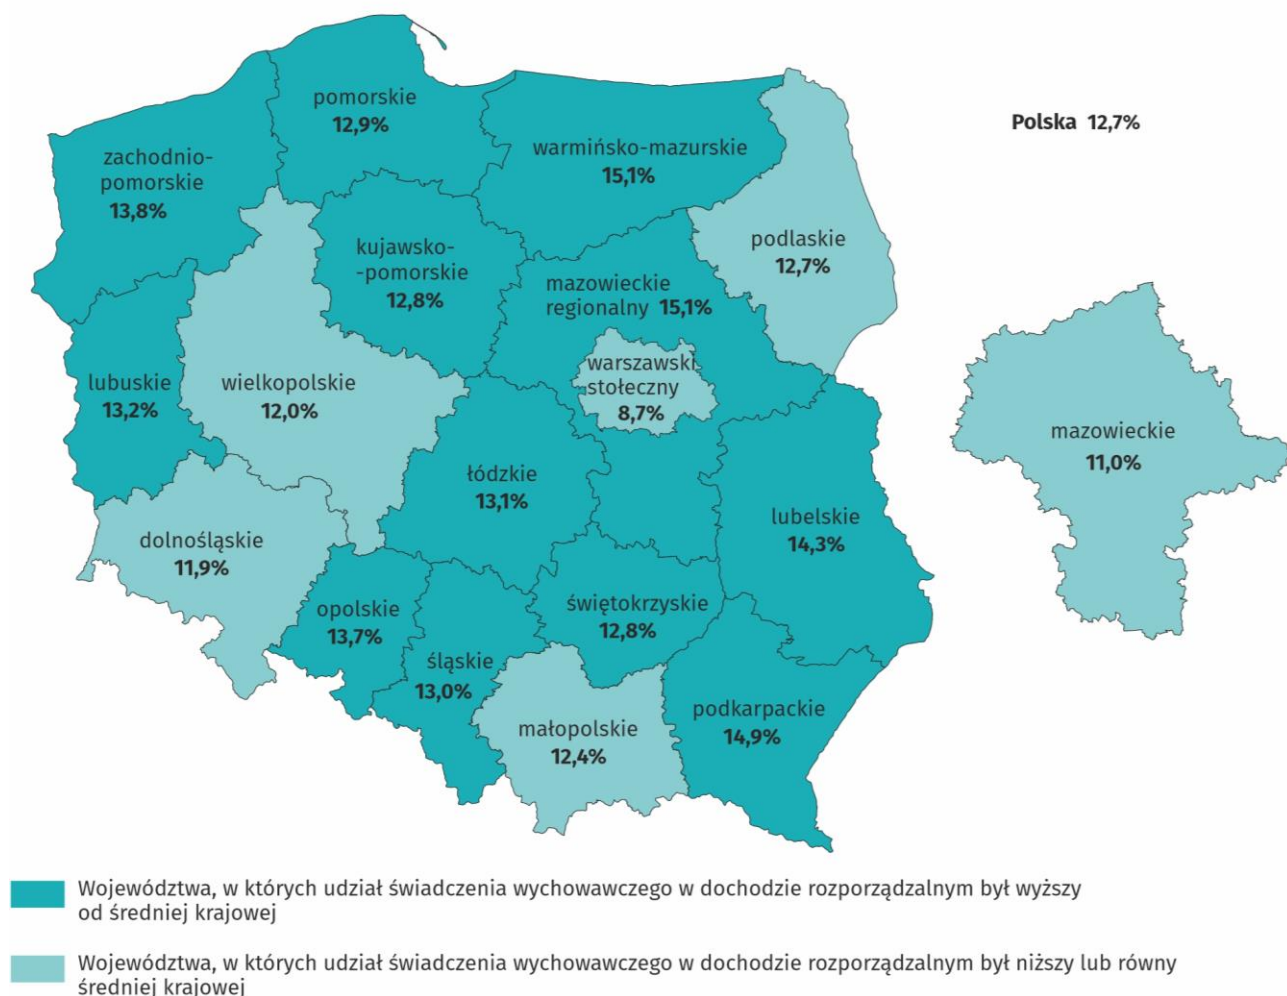 pomorskie
12,9%
Polska 12,7%
warmińsko-mazurskie
15,1%
zachodnio-
pomorskie
13,8%
podlaskie
12,7%
kujawsko-
-pomorskie
12,8%
mazowieckie
regionalny 15,1%
warszawski
stołeczny
8,7%
lubuskie
13,2%
wielkopolskie
12,0%
mazowieckie
11,0%
łódzkie
13,1%
lubelskie
14,3%
dolnośląskie
11,9%
opolskie
13,7%
świętokrzyskie
12,8%
śląskie
13,0%
małopolskie
12,4%
podkarpackie
14,9%
Województwa, w których udział świadczenia wychowawczego w dochodzie rozporządzalnym był wyższy
od średniej krajowej
Województwa, w których udział świadczenia wychowawczego w dochodzie rozporządzalnym był niższy lub równy
średniej krajowej